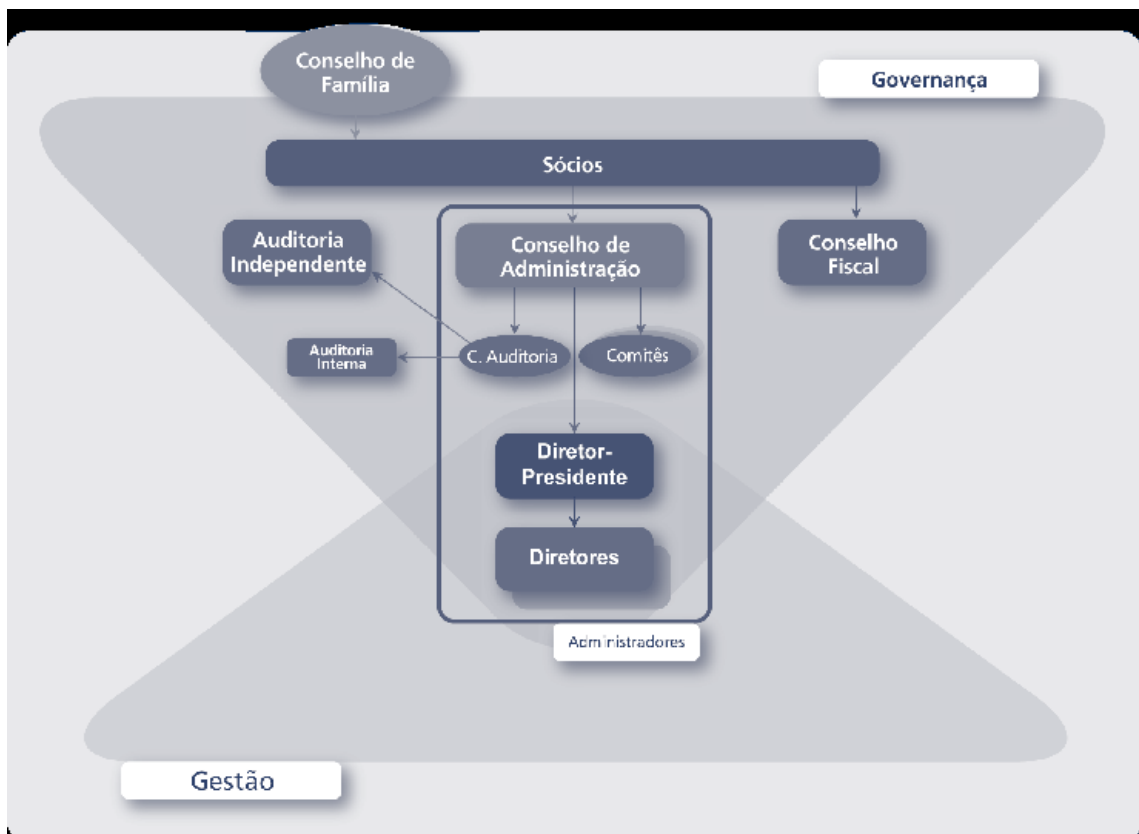 Conselho de
Família
Governança
Sócios
Auditoria
Independente
Conselho de
Administração
Conselho
Fiscal
Auditoria
Interna
C. Auditoria
Comitês
Diretor-
Presidente
Diretores
Administradores
Gestão